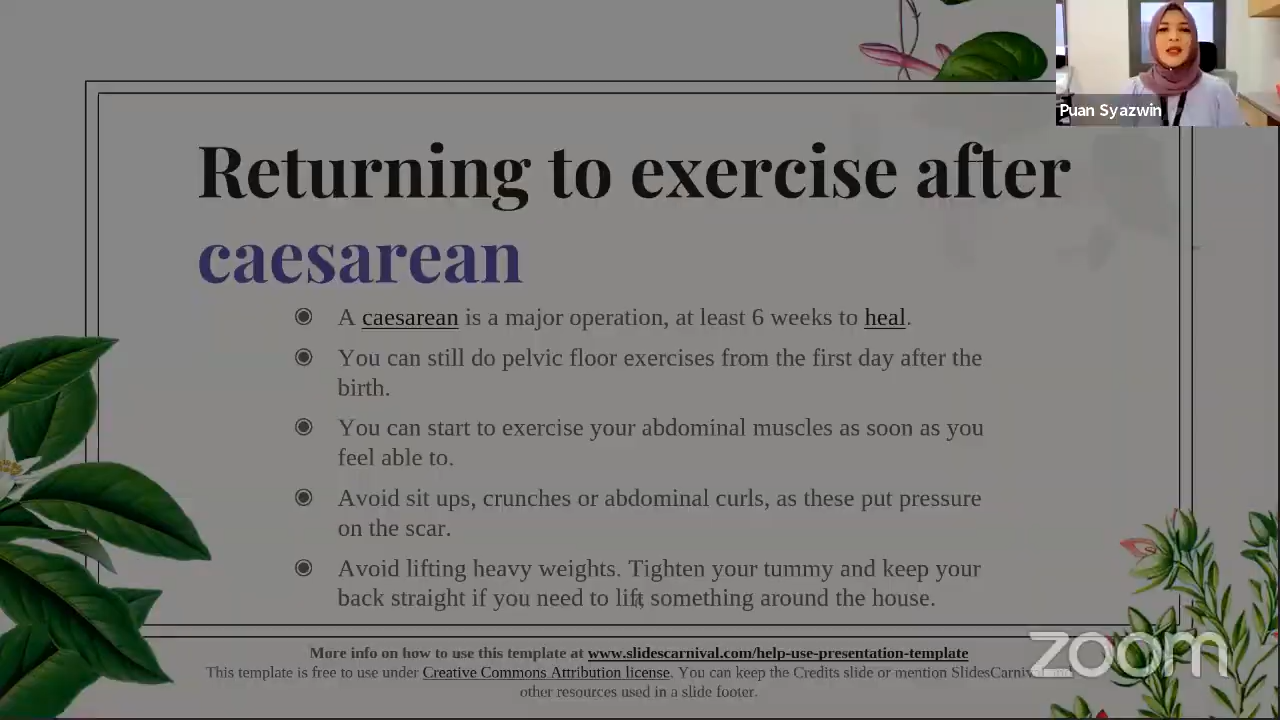 Puan Syazwin
Returning to exercise after
caesarean
A caesarean is a major operation, at least 6 weeks to heal.
You can still do pelvic floor exercises from the first day after the
birth.
You can start to exercise your abdominal muscles as soon as you
feel able to.
Avoid sit ups, crunches or abdominal curls, as these put pressure
on the scar.
Avoid lifting heavy weights. Tighten your tummy and keep your
back straight if you need to lift something around the house.
More info on how to use this template at www.slidescarnival.com/help-use-presentation-template
This template is free to use under Creative Commons Attribution license. You can keep the Credits slide or mention SlidesCarnival
other resources used in a slide footer.
zoom